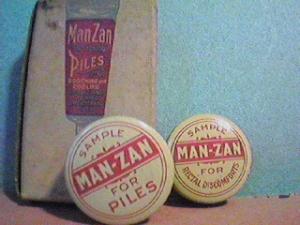 ManZan
PILES
SOOTHING AND
COOLING
SAMPLE
MAN-ZAN
FOR
PILES
SAMPLE
MAN-ZAN
FOR
RECTAL DISCOMFORTS